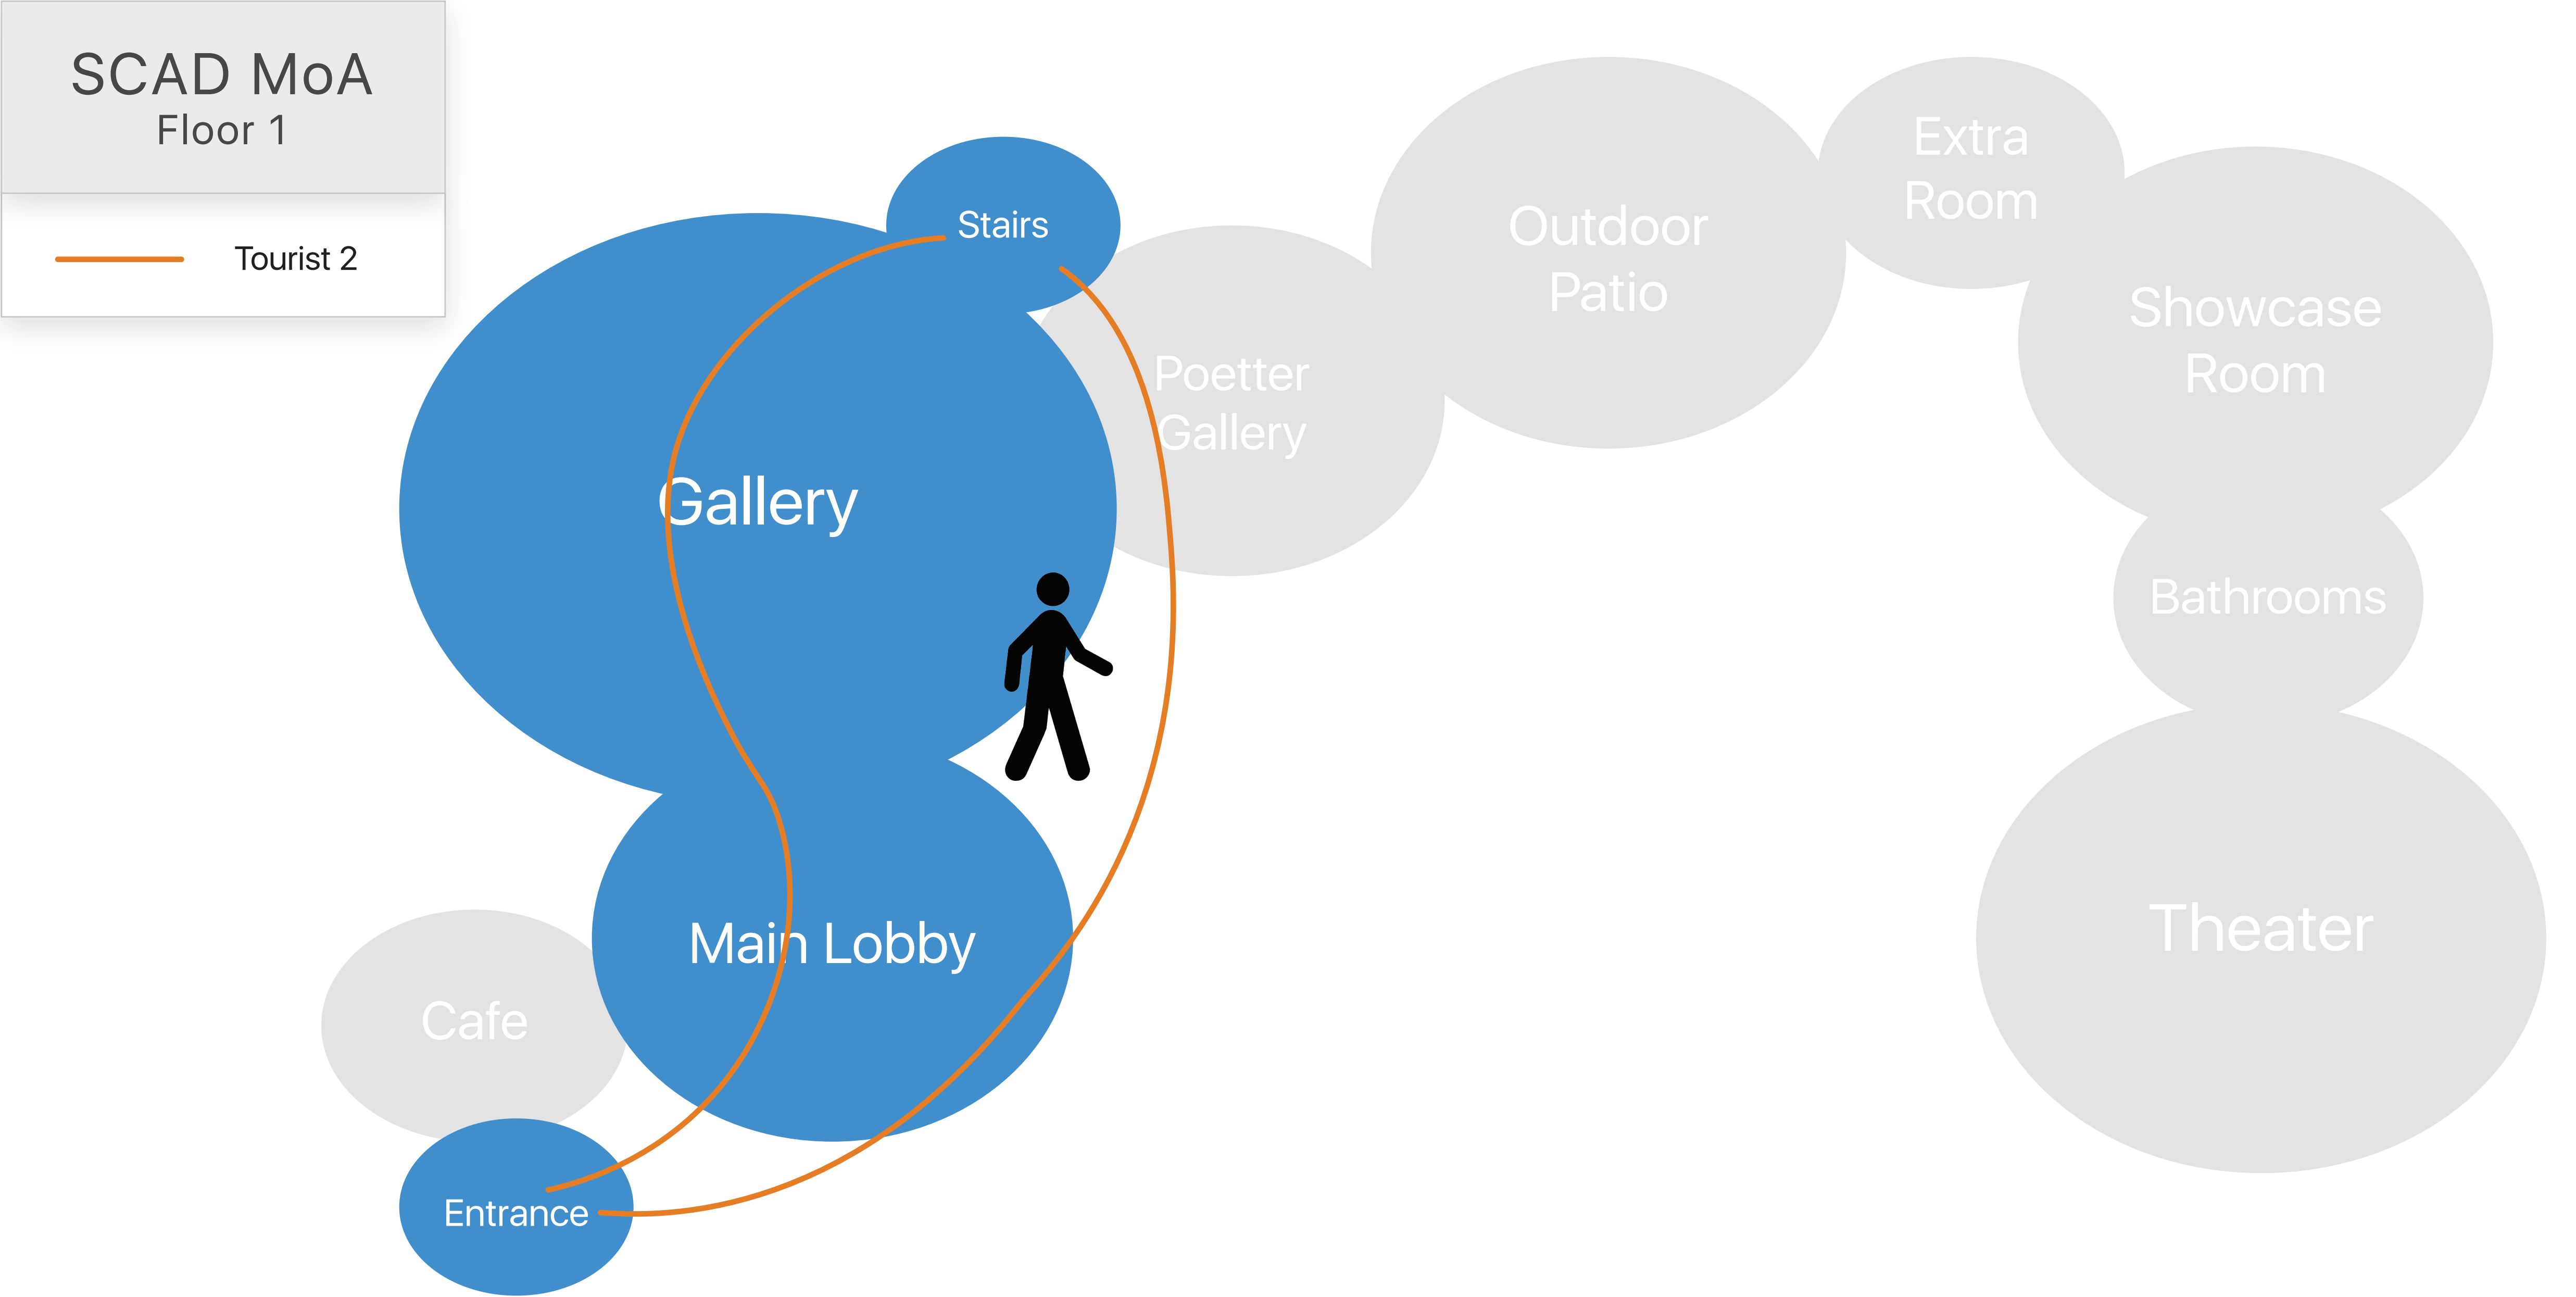 SCAD MoA
Floor 1
Tourist 2
Stairs
Extra
Room
Outdoor
Patio
Showcase
Room
Poetter
Gallery
Gallery
Bathrooms
Main Lobby
Theater
Cafe
Entrance